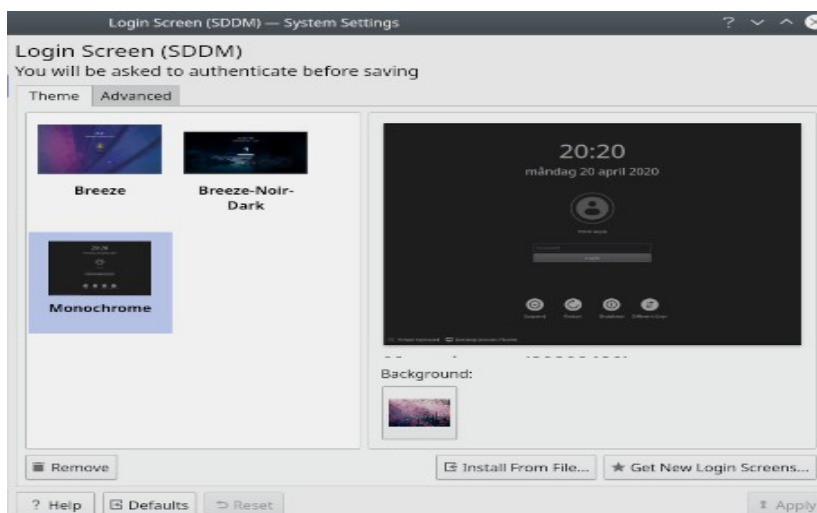 Login Screen (SDDM) — System Settings
Login Screen (SDDM)
You will be asked to authenticate before saving
Theme Advanced
Breeze
Breeze-Noir-
Dark
Monochrome
20:20
måndag 20 april 2020
Background:
Remove
Install From File...
Get New Login Screens...
? Help
Defaults
Reset
Apply